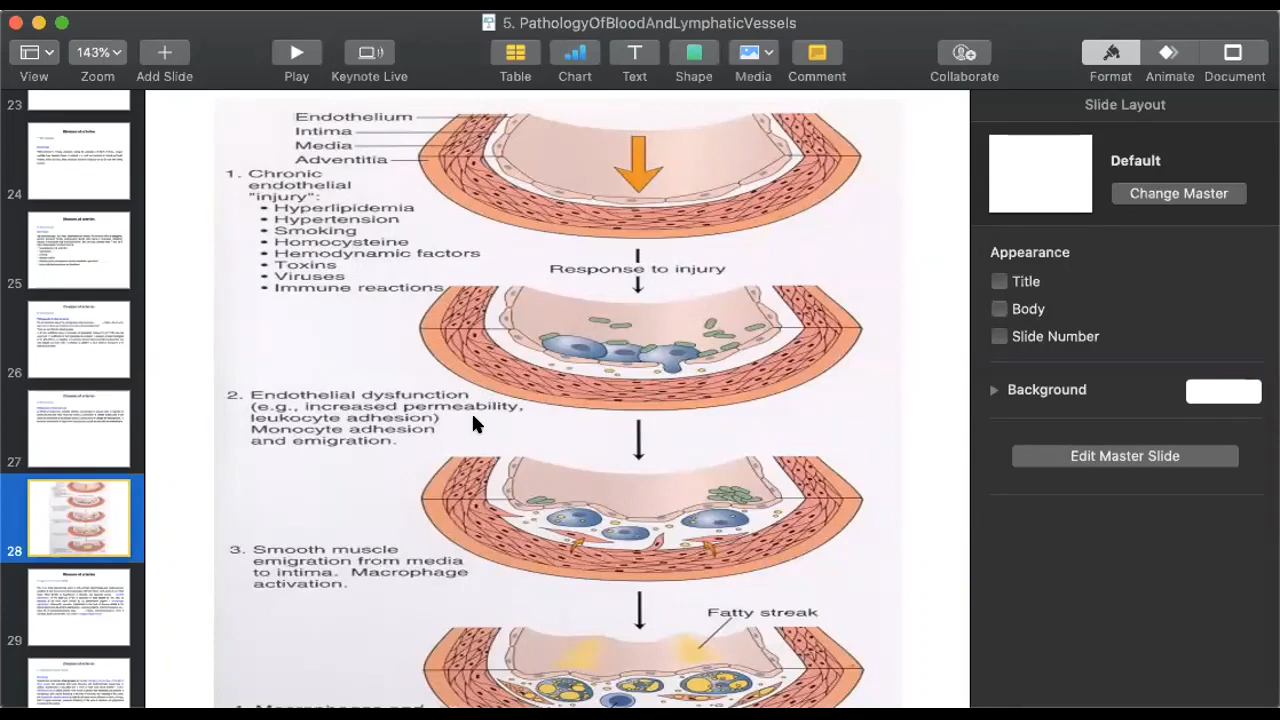 5. PathologyOfBloodAndLymphaticVessels
143%
View
Zoom
Add Slide
Play
Keynote Live
Table
Chart
Text
Shape
Media
Comment
Collaborate
Format
Animate
Document
23
24
25
26
27
28
29
Endothelium
Intima
Media
Adventitia
1. Chronic
endothelial
"injury":
• Hyperlipidemia
• Hypertension
• Smoking
• Homocysteine
• Hemodynamic factors
• Toxins
• Viruses
• Immune reactions
Response to injury
2. Endothelial dysfunction
(e.g., increased permeability,
leukocyte adhesion)
Monocyte adhesion
and emigration.
3. Smooth muscle
emigration from media
to intima. Macrophage
activation.
Fatty streak
Slide Layout
Default
Change Master
Appearance
Title
Body
Slide Number
Background
Edit Master Slide